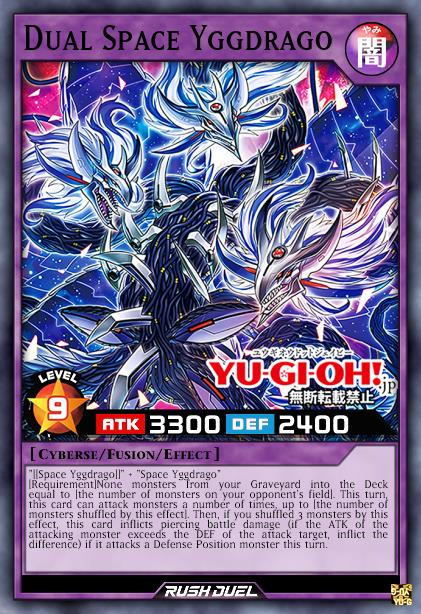 DUAL SPACE YGGDRAGO
やみ
闇
ユウギオウドットジェイピー
YU-GI-OH!.jp
無断転載禁止
LEVEL
9
ATK 3300 DEF 2400
[ CYBERSE/FUSION/EFFECT ]
"[[Space Yggdrago]]" + "Space Yggdrago"
[Requirement]None monsters from your Graveyard into the Deck
equal to [the number of monsters on your opponent's field]. This turn,
this card can attack monsters a number of times, up to [the number of
monsters shuffled by this effect]. Then, if you shuffled 3 monsters by this
effect, this card inflicts piercing battle damage (if the ATK of the
attacking monster exceeds the DEF of the attack target, inflict the
difference) if it attacks a Defense Position monster this turn.
RUSH DUEL